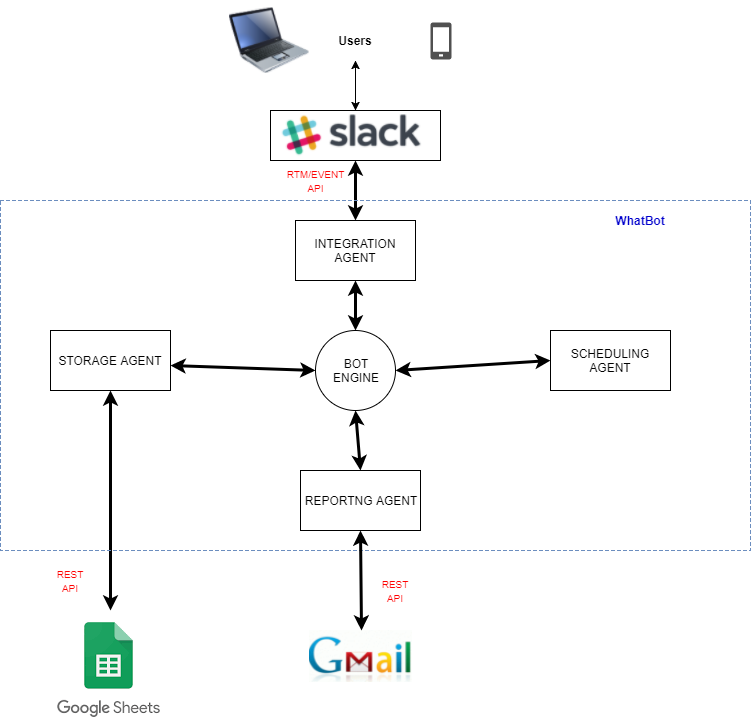 Users
slack
RTM/EVENT
API
WhatBot
INTEGRATION
AGENT
STORAGE AGENT
BOT
ENGINE
SCHEDULING
AGENT
REPORTNG AGENT
REST
API
REST
API
Google Sheets
Gmail